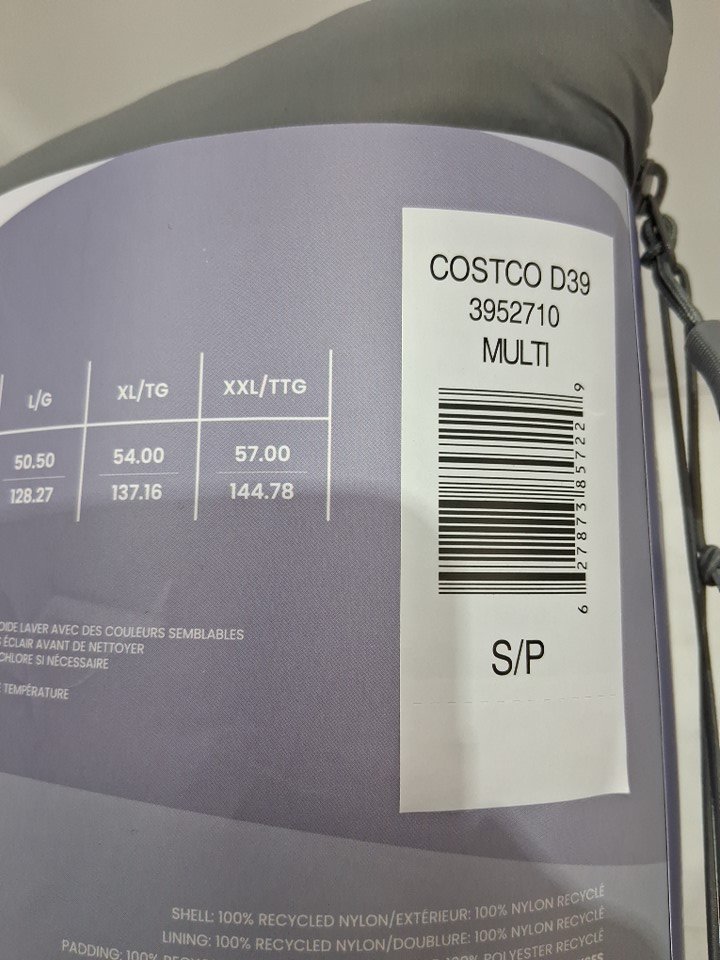 COSTCO D39
3952710
MULTI
6 27873 85722 9
S/P
L/G XL/TG XXL/TTG
50.50 54.00 57.00
128.27 137.16 144.78
LAVER AVEC DES COULEURS SEMBLABLES
ÉCLAIR AVANT DE NETTOYER
CHLORE SI NÉCESSAIRE
TEMPÉRATURE
SHELL: 100% RECYCLED NYLON/EXTÉRIEUR: 100% NYLON RECYCLÉ
LINING: 100% RECYCLED NYLON/DOUBLURE: 100% NYLON RECYCLÉ
PADDING: 100% POLYESTER RECYCLÉ